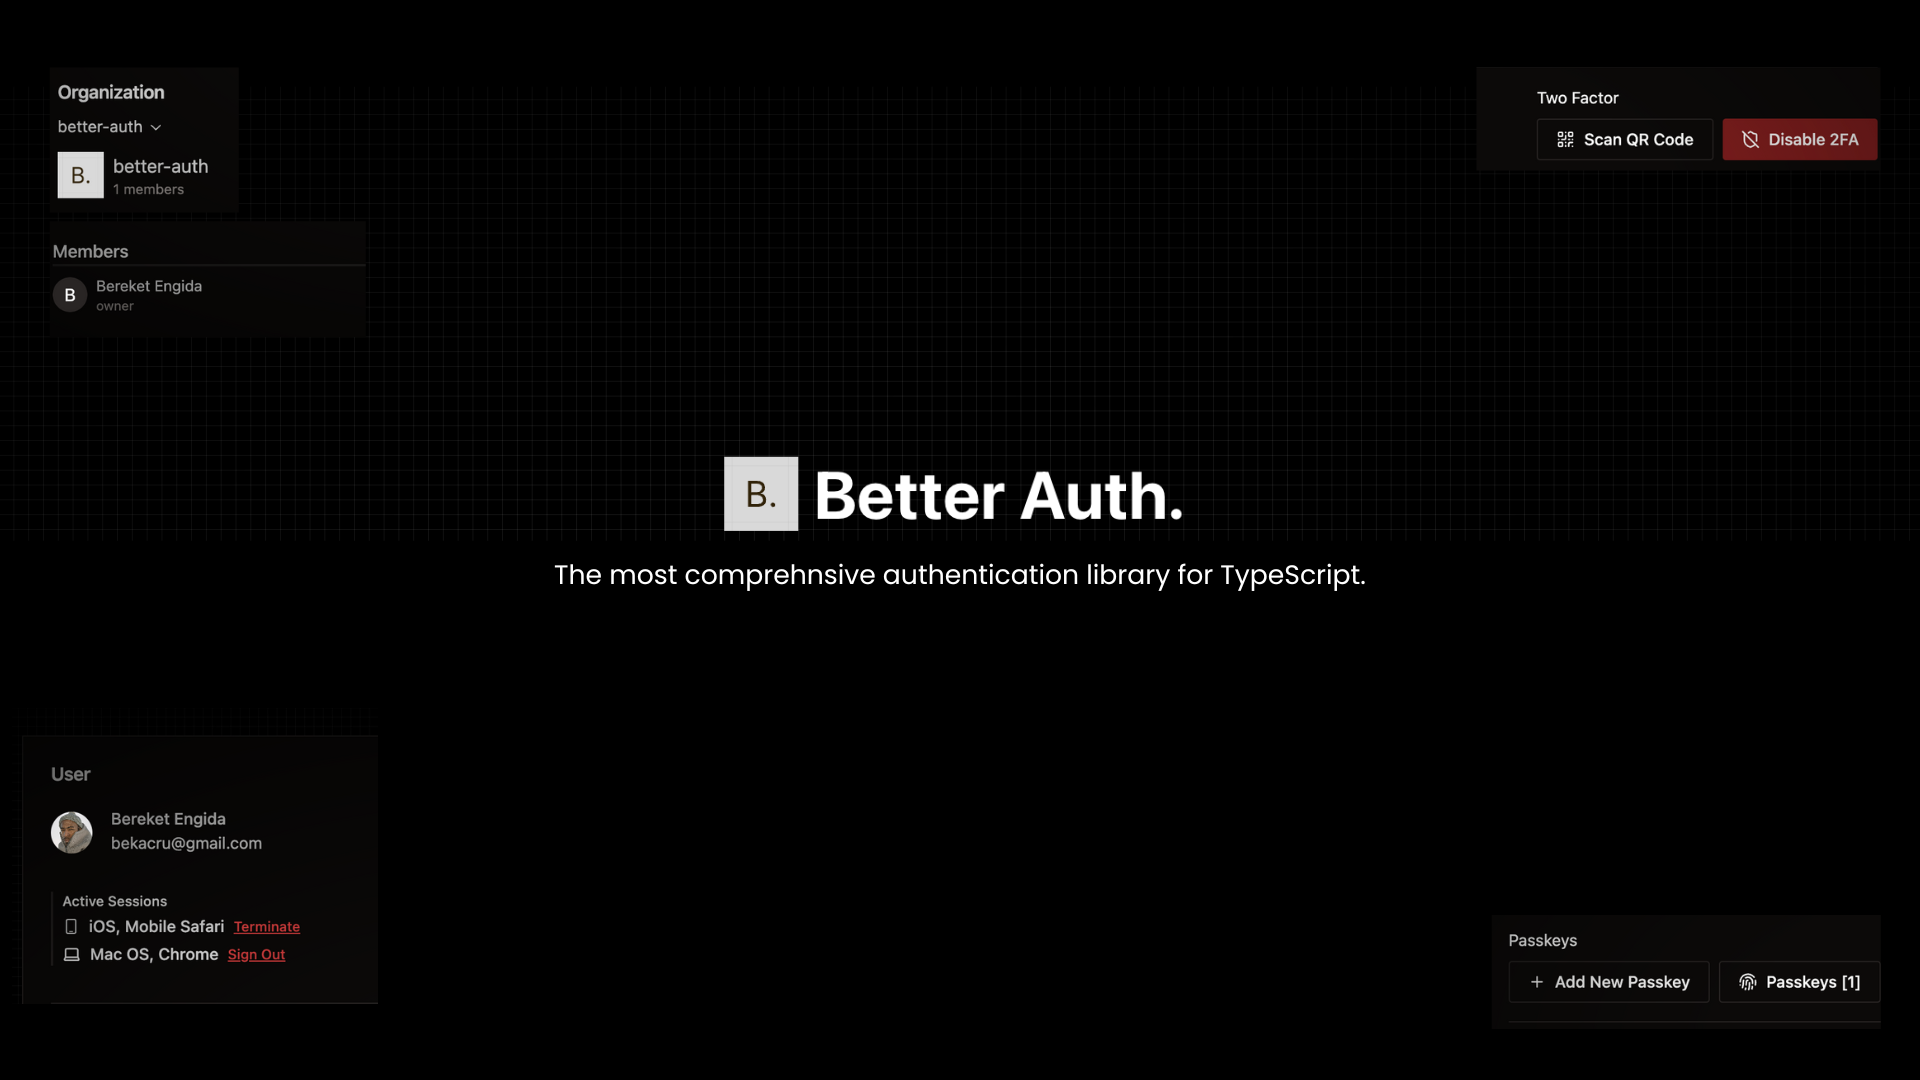 Organization
better-auth
B.
better-auth
1 members
Members
B
Bereket Engida
owner
Two Factor
Scan QR Code
Disable 2FA
B.
Better Auth.
The most comprehnsive authentication library for TypeScript.
User
Bereket Engida
bekacru@gmail.com
Active Sessions
iOS, Mobile Safari Terminate
Mac OS, Chrome Sign Out
Passkeys
Add New Passkey
Passkeys [1]